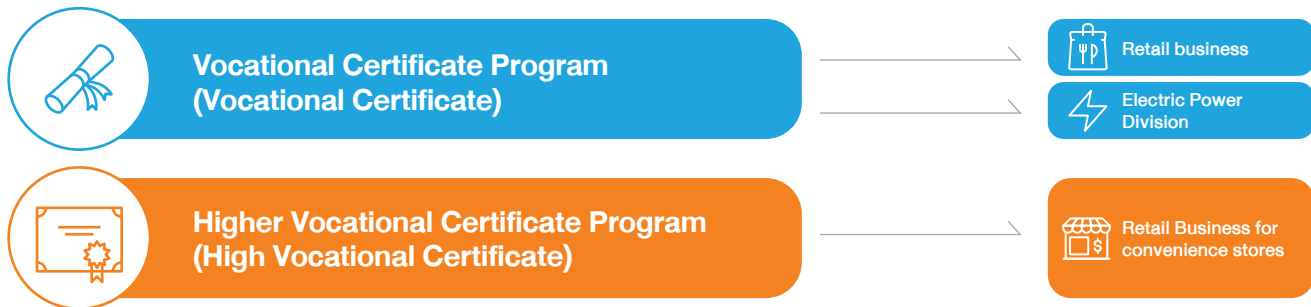 Vocational Certificate Program
(Vocational Certificate)
Retail business
Electric Power
Division
Higher Vocational Certificate Program
(High Vocational Certificate)
Retail Business for
convenience stores
$